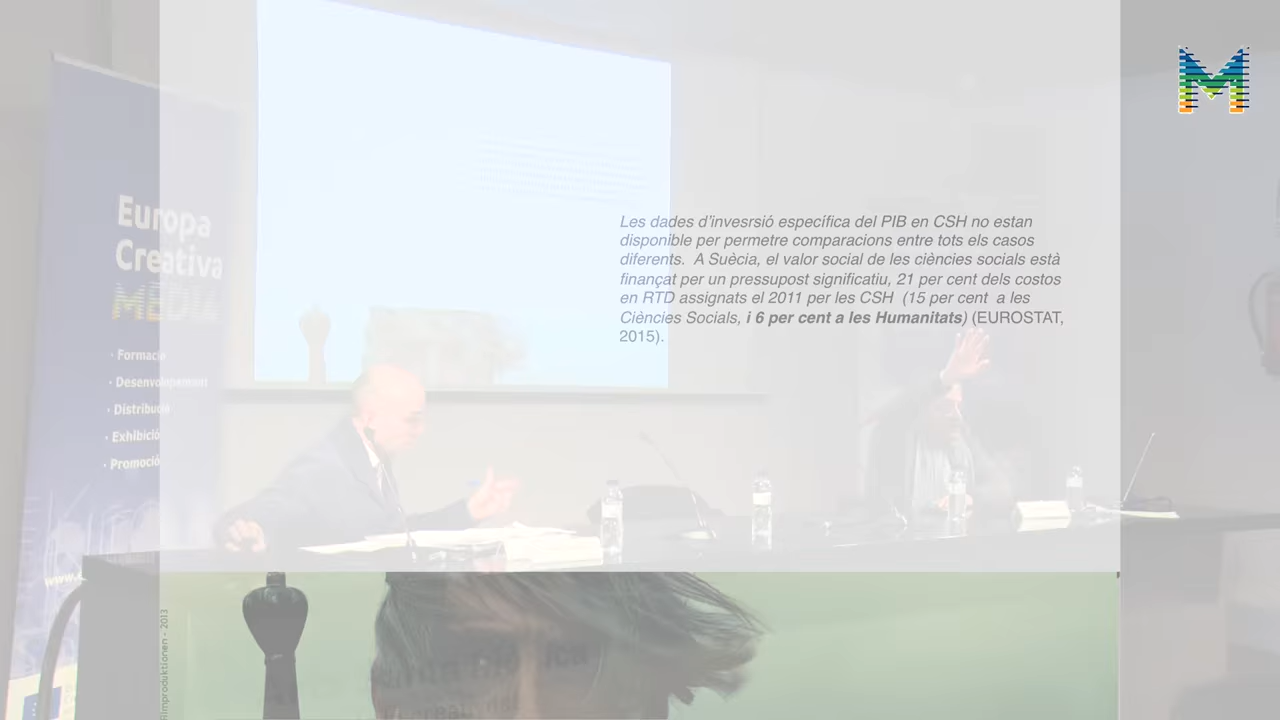 Europa
Creativa
MEDIA
· Formació
· Desenvolupament
· Distribució
· Exhibició
· Promoció
www.
Les dades d'invesrsió específica del PIB en CSH no estan
disponible per permetre comparacions entre tots els casos
diferents.  A Suècia, el valor social de les ciències socials està
finançat per un pressupost significatiu, 21 per cent dels costos
en RTD assignats el 2011 per les CSH  (15 per cent  a les
Ciències Socials, i 6 per cent a les Humanitats) (EUROSTAT,
2015).
M
filmproduktionen - 2013